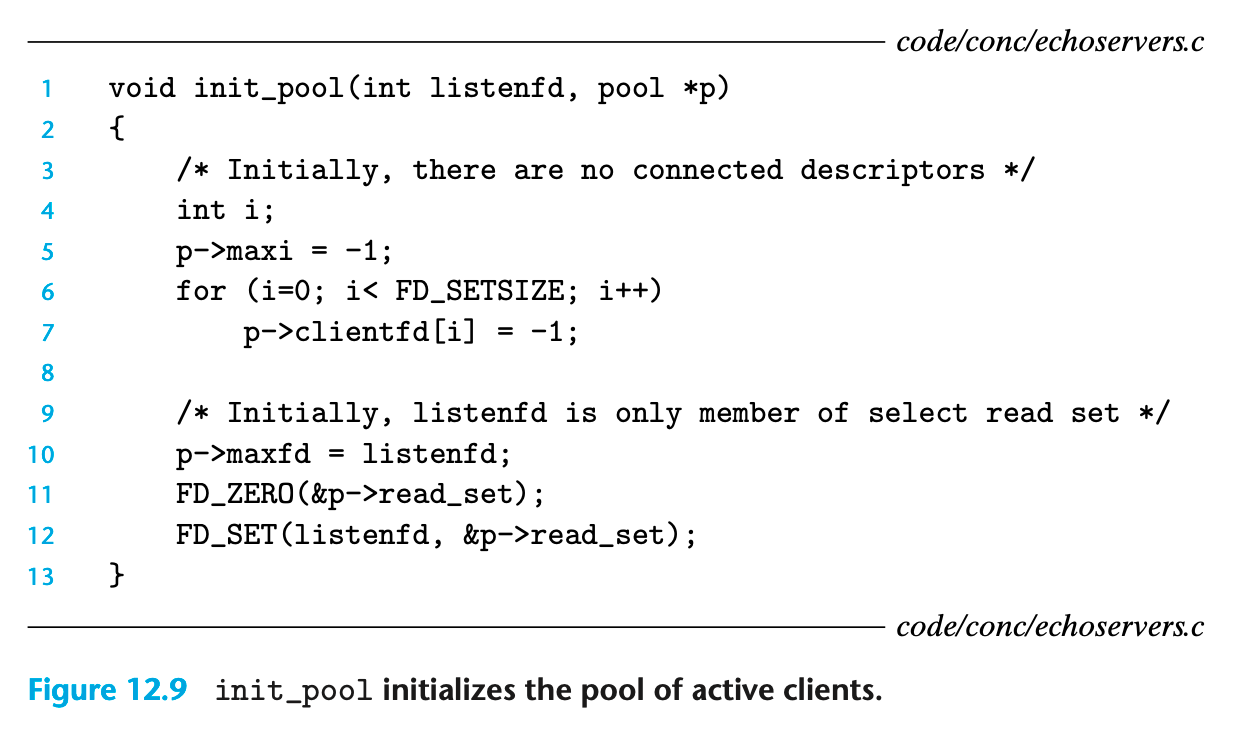 code/conc/echoservers.c
1 void init_pool(int listenfd, pool *p)
2 {
3 /* Initially, there are no connected descriptors */
4 int i;
5 p->maxi = -1;
6 for (i=0; i< FD_SETSIZE; i++)
7 p->clientfd[i] = -1;
8
9 /* Initially, listenfd is only member of select read set */
10 p->maxfd = listenfd;
11 FD_ZERO(&p->read_set);
12 FD_SET(listenfd, &p->read_set);
13 }
code/conc/echoservers.c
Figure 12.9 init_pool initializes the pool of active clients.